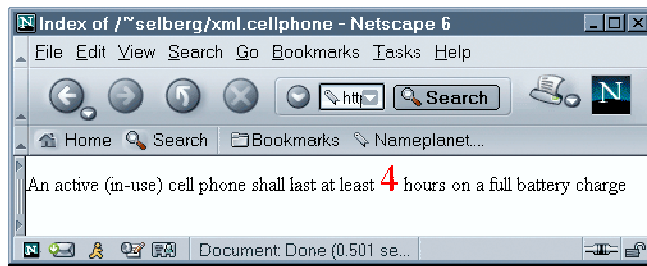 N Index of /~selberg/xml.cellphone - Netscape 6
File Edit View Search Go Bookmarks Tasks Help
http Search N
Home Search Bookmarks Nameplanet....
An active (in-use) cell phone shall last at least 4 hours on a full battery charge
N Document: Done (0.501 se...